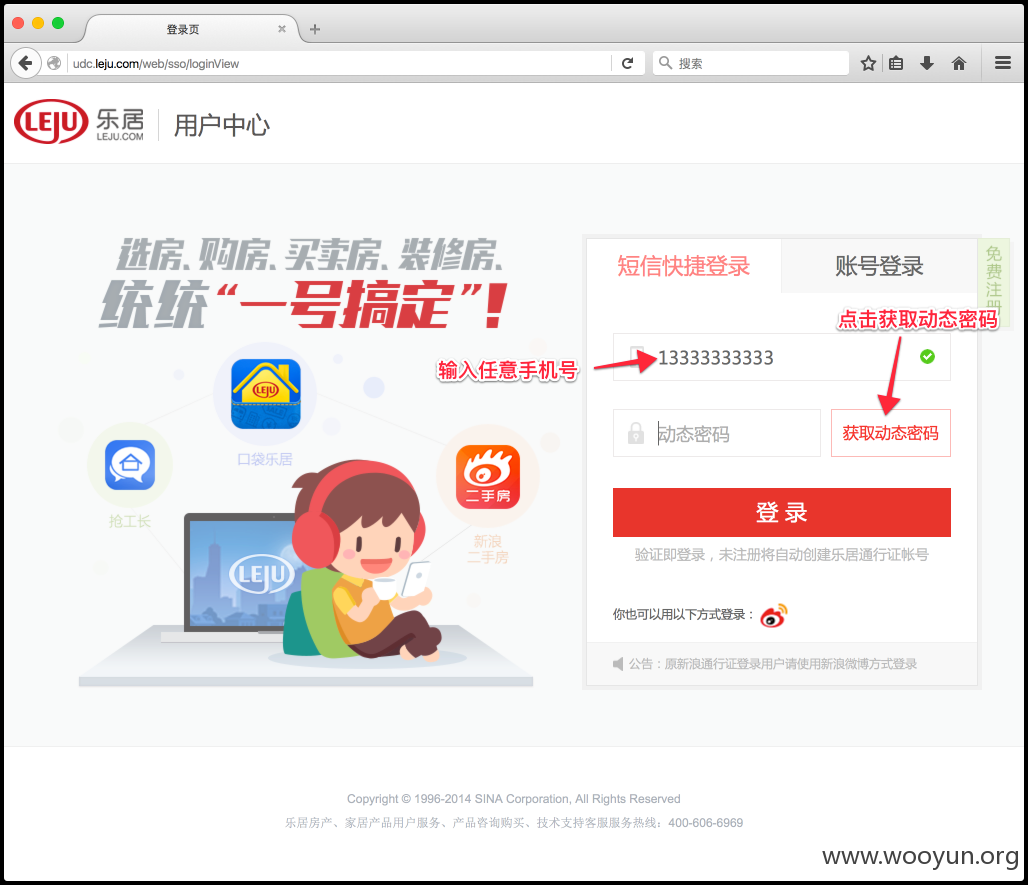 登录页
udc.leju.com/web/sso/loginView
搜索
LEJU 乐居
LEJU.COM
用户中心
选房、购房、买卖房、装修房、
统统“一号搞定”!
短信快捷登录
账号登录
免费注册
点击获取动态密码
输入任意手机号
13333333333
动态密码
获取动态密码
LEJU
口袋乐居
抢工长
二手房
新浪
二手房
LEJU
登录
验证即登录，未注册将自动创建乐居通行证帐号
你也可以用以下方式登录：
公告：原新浪通行证登录用户请使用新浪微博方式登录
Copyright © 1996-2014 SINA Corporation, All Rights Reserved
乐居房产、家居产品用户服务、产品咨询购买、技术支持客服服务热线：400-606-6969
www.wooyun.org